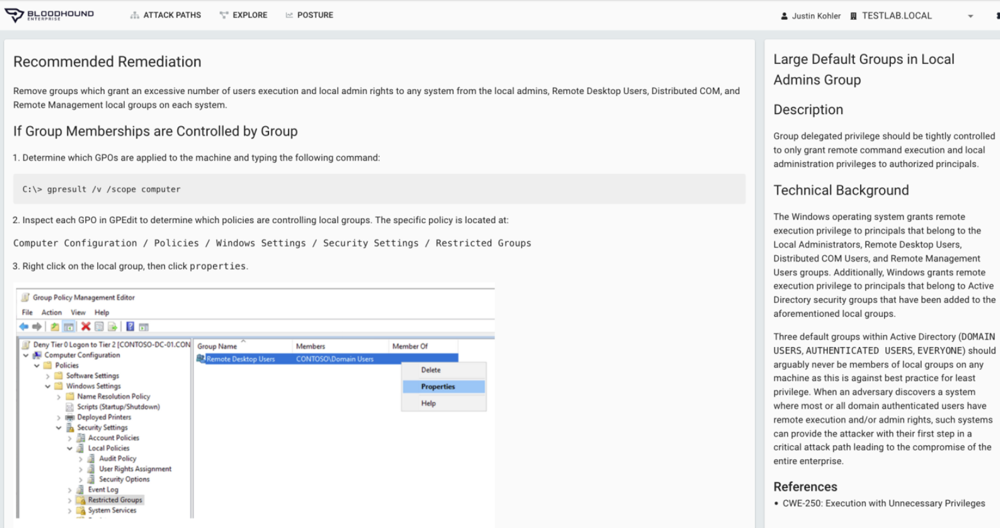 BLOODHOUND
ENTERPRISE
ATTACK PATHS
EXPLORE
POSTURE
Justin Kohler
TESTLAB.LOCAL
Recommended Remediation
Remove groups which grant an excessive number of users execution and local admin rights to any system from the local admins, Remote Desktop Users, Distributed COM, and
Remote Management local groups on each system.
If Group Memberships are Controlled by Group
1. Determine which GPOs are applied to the machine and typing the following command:
C:\> gpresult /v /scope computer
2. Inspect each GPO in GPEdit to determine which policies are controlling local groups. The specific policy is located at:
Computer Configuration / Policies / Windows Settings / Security Settings / Restricted Groups
3. Right click on the local group, then click properties.
Group Policy Management Editor
File Action View Help
Deny Tier 0 Logon to Tier 2 [CONTOSO-DC-01.CON
Computer Configuration
Policies
Software Settings
Windows Settings
Name Resolution Policy
Scripts (Startup/Shutdown)
Deployed Printers
Security Settings
Account Policies
Local Policies
Audit Policy
User Rights Assignment
Security Options
Event Log
Restricted Groups
System Services
Group Name Members Member Of
Remote Desktop Users CONTOSO\Domain Users
Delete
Properties
Help
Large Default Groups in Local
Admins Group
Description
Group delegated privilege should be tightly controlled
to only grant remote command execution and local
administration privileges to authorized principals.
Technical Background
The Windows operating system grants remote
execution privilege to principals that belong to the
Local Administrators, Remote Desktop Users,
Distributed COM Users, and Remote Management
Users groups. Additionally, Windows grants remote
execution privilege to principals that belong to Active
Directory security groups that have been added to the
aforementioned local groups.
Three default groups within Active Directory (DOMAIN
USERS, AUTHENTICATED USERS, EVERYONE) should
arguably never be members of local groups on any
machine as this is against best practice for least
privilege. When an adversary discovers a system
where most or all domain authenticated users have
remote execution and/or admin rights, such systems
can provide the attacker with their first step in a
critical attack path leading to the compromise of the
entire enterprise.
References
• CWE-250: Execution with Unnecessary Privileges